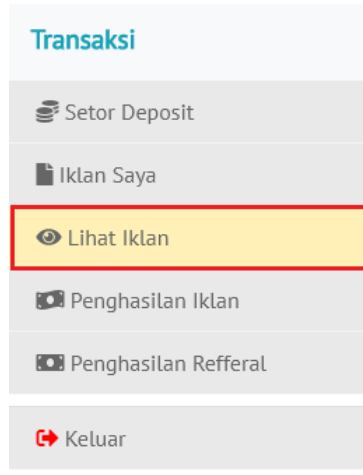 Transaksi
Setor Deposit
Iklan Saya
Lihat Iklan
Penghasilan Iklan
Penghasilan Refferal
Keluar